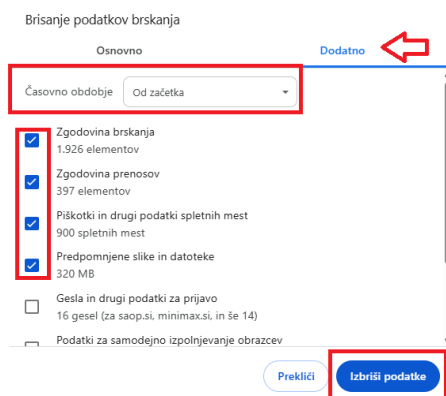 Brisanje podatkov brskanja
Osnovno Dodatno
Časovno obdobje Od začetka
Zgodovina brskanja
1.926 elementov
Zgodovina prenosov
397 elementov
Piškotki in drugi podatki spletnih mest
900 spletnih mest
Predpomnjene slike in datoteke
320 MB
Gesla in drugi podatki za prijavo
16 gesel (za saop.si, minimax.si, in še 14)
Podatki za samodejno izpolnjevanje obrazcev
Prekliči Izbriši podatke